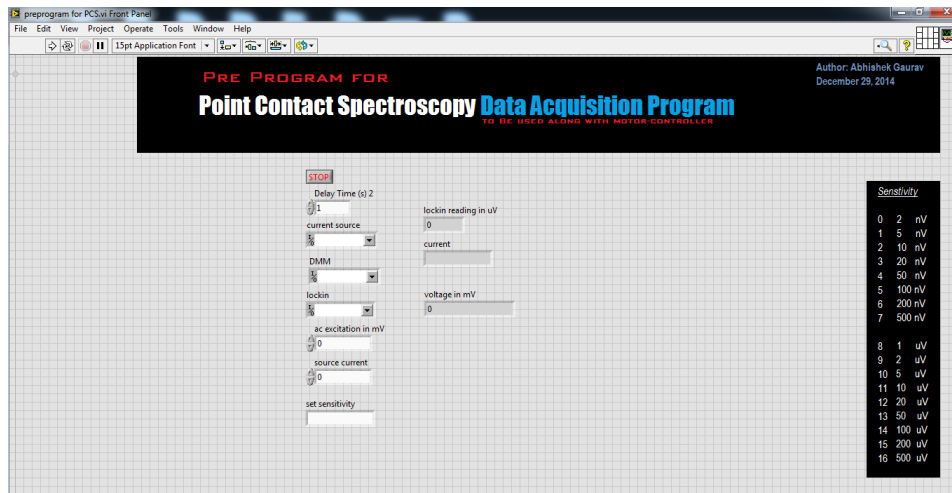 preprogram for PCS.vi Front Panel
File Edit View Project Operate Tools Window Help
15pt Application Font
Author: Abhishek Gaurav
December 29, 2014
PRE PROGRAM FOR
Point Contact Spectroscopy Data Acquisition Program
TO BE USED ALONG WITH MOTOR-CONTROLLER
STOP
Delay Time (s) 2
1
current source
DMM
lockin
ac excitation in mV
0
source current
0
set sensitivity
lockin reading in uV
0
current
voltage in mV
0
Senstivity
0 2 nV
1 5 nV
2 10 nV
3 20 nV
4 50 nV
5 100 nV
6 200 nV
7 500 nV
8 1 uV
9 2 uV
10 5 uV
11 10 uV
12 20 uV
13 50 uV
14 100 uV
15 200 uV
16 500 uV